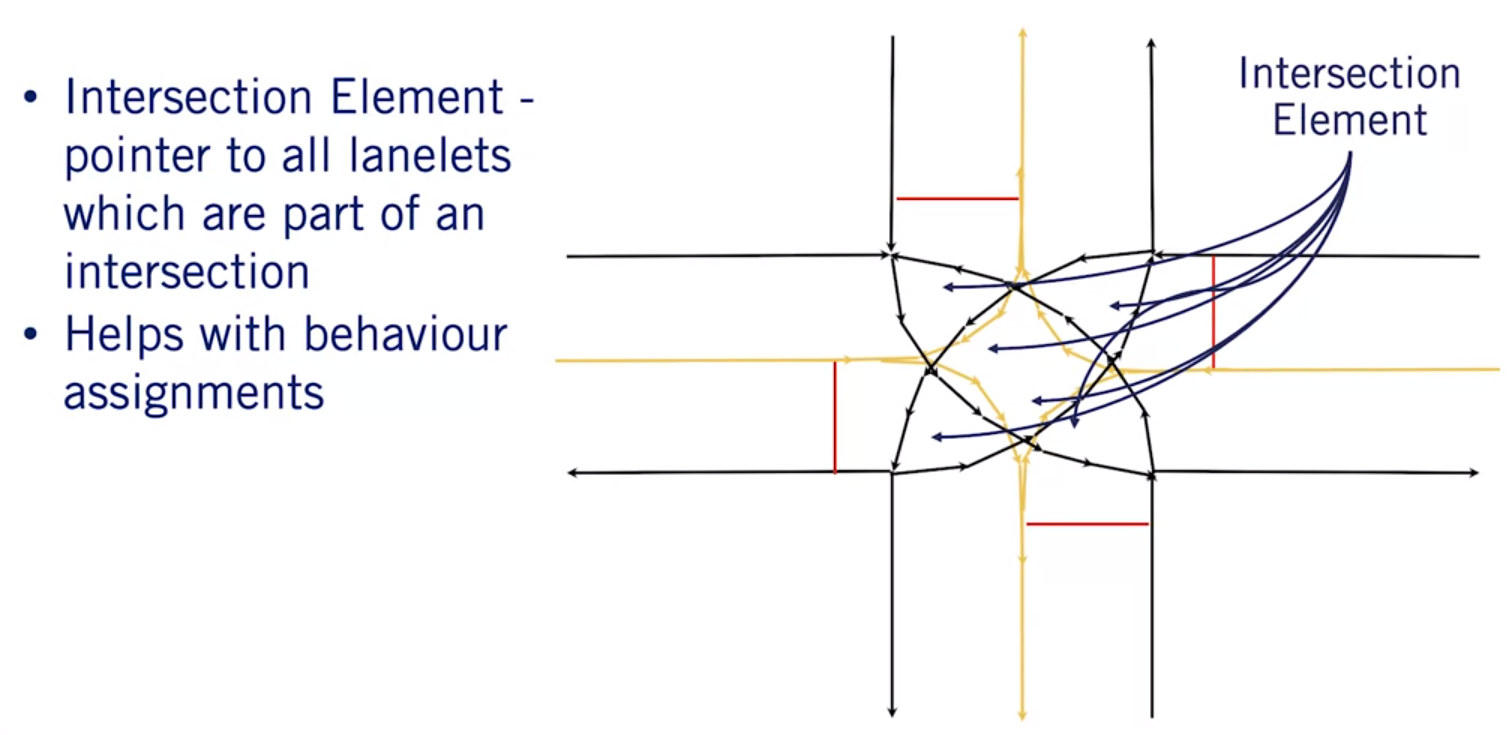 • Intersection Element -
pointer to all lanelets
which are part of an
intersection
• Helps with behaviour
assignments
Intersection
Element